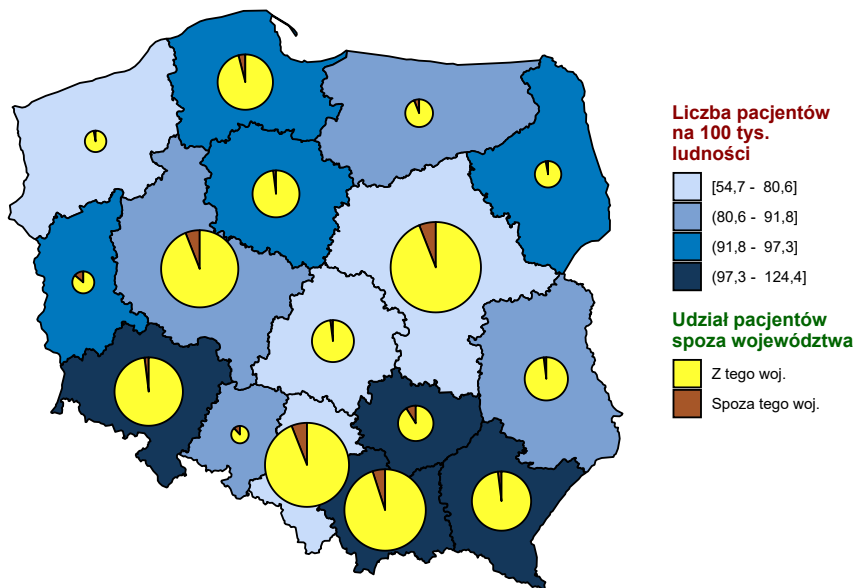 Liczba pacjentów
na 100 tys.
ludności
[54,7 - 80,6]
(80,6 - 91,8]
(91,8 - 97,3]
(97,3 - 124,4]
Udział pacjentów
spoza województwa
Z tego woj.
Spoza tego woj.